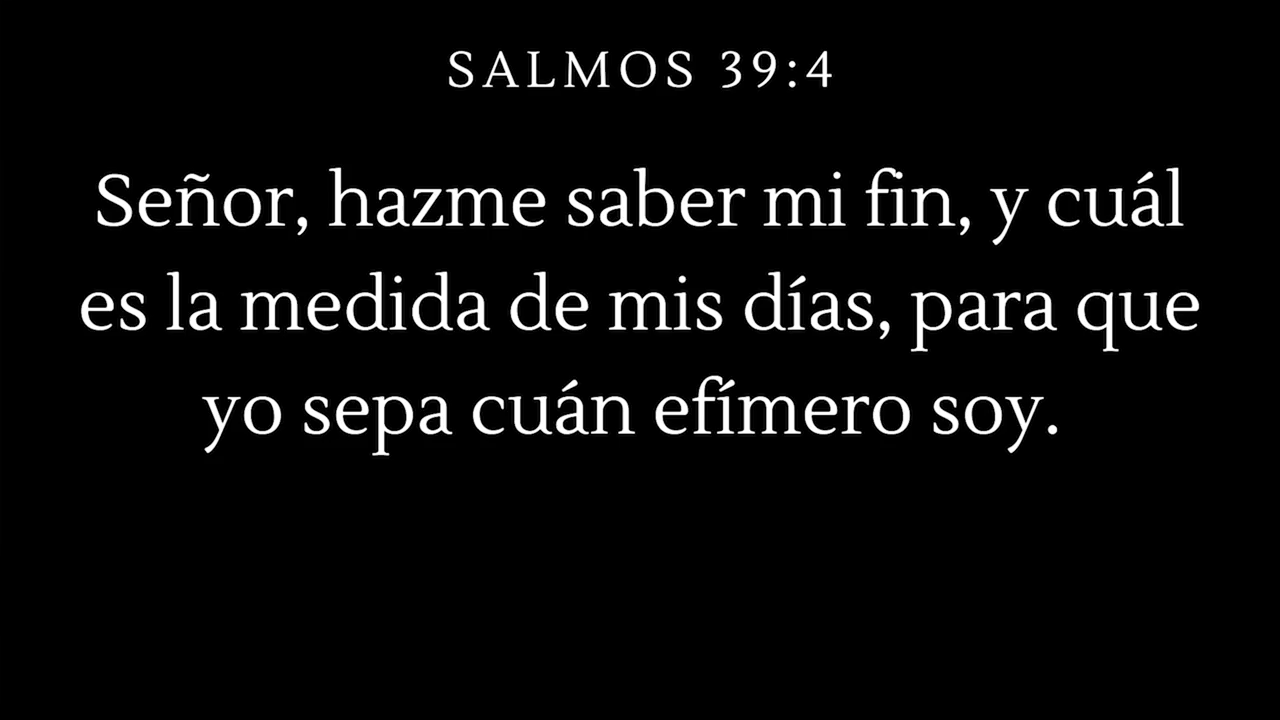 SALMOS 39:4
Señor, hazme saber mi fin, y cuál
es la medida de mis días, para que
yo sepa cuán efímero soy.